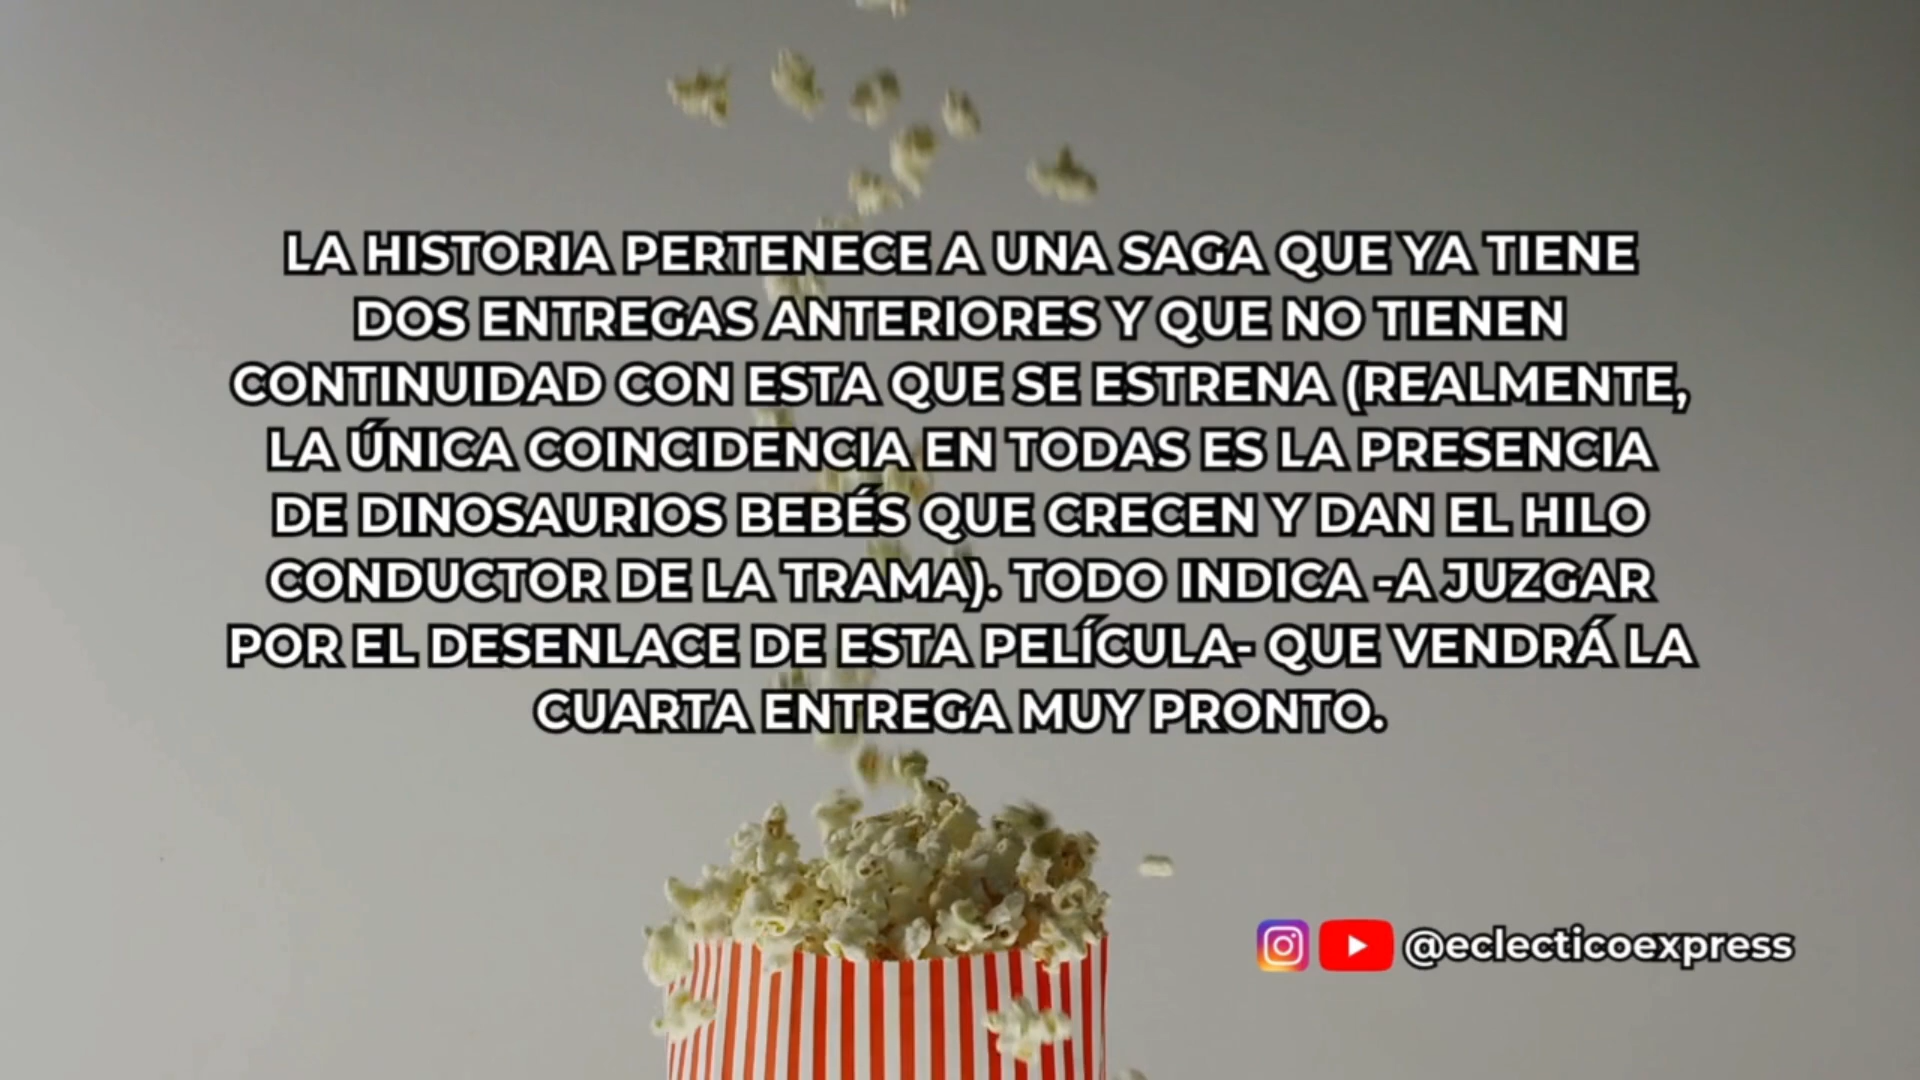 LA HISTORIA PERTENECE A UNA SAGA QUE YA TIENE
DOS ENTREGAS ANTERIORES Y QUE NO TIENEN
CONTINUIDAD CON ESTA QUE SE ESTRENA (REALMENTE,
LA ÚNICA COINCIDENCIA EN TODAS ES LA PRESENCIA
DE DINOSAURIOS BEBÉS QUE CRECEN Y DAN EL HILO
CONDUCTOR DE LA TRAMA). TODO INDICA -A JUZGAR
POR EL DESENLACE DE ESTA PELÍCULA- QUE VENDRÁ LA
CUARTA ENTREGA MUY PRONTO.
@eclecticoexpress